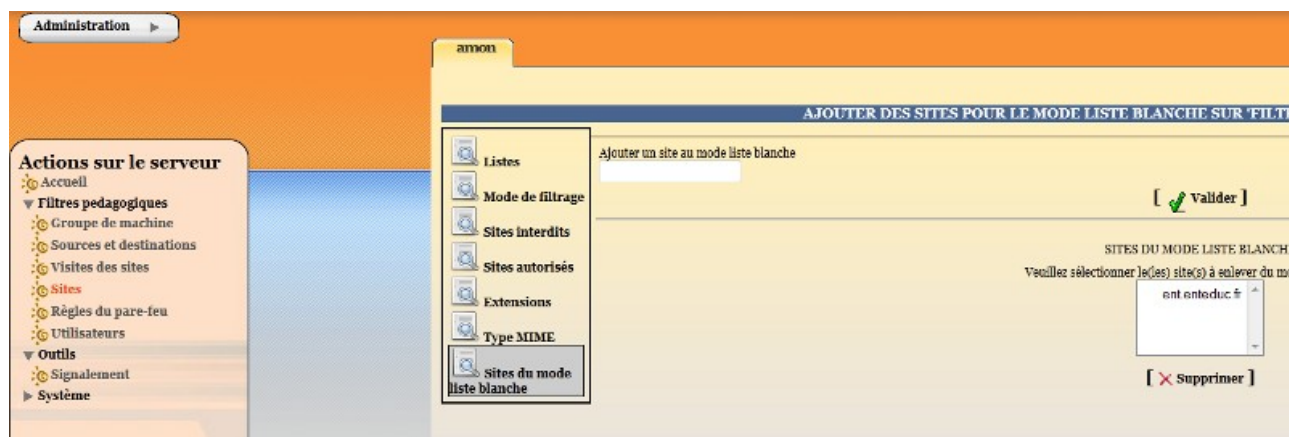 Administration
amon
AJOUTER DES SITES POUR LE MODE LISTE BLANCHE SUR 'FILT
Actions sur le serveur
Accueil
Filtres pedagogiques
Groupe de machine
Sources et destinations
Visites des sites
Sites
Règles du pare-feu
Utilisateurs
Outils
Signalement
Système
Listes
Mode de filtrage
Sites interdits
Sites autorisés
Extensions
Type MIME
Sites du mode
liste blanche
Ajouter un site au mode liste blanche
[ Valider ]
SITES DU MODE LISTE BLANCH
Veuillez sélectionner le(les) site(s) à enlever du m
ent.enteduc.fr
[ Supprimer ]